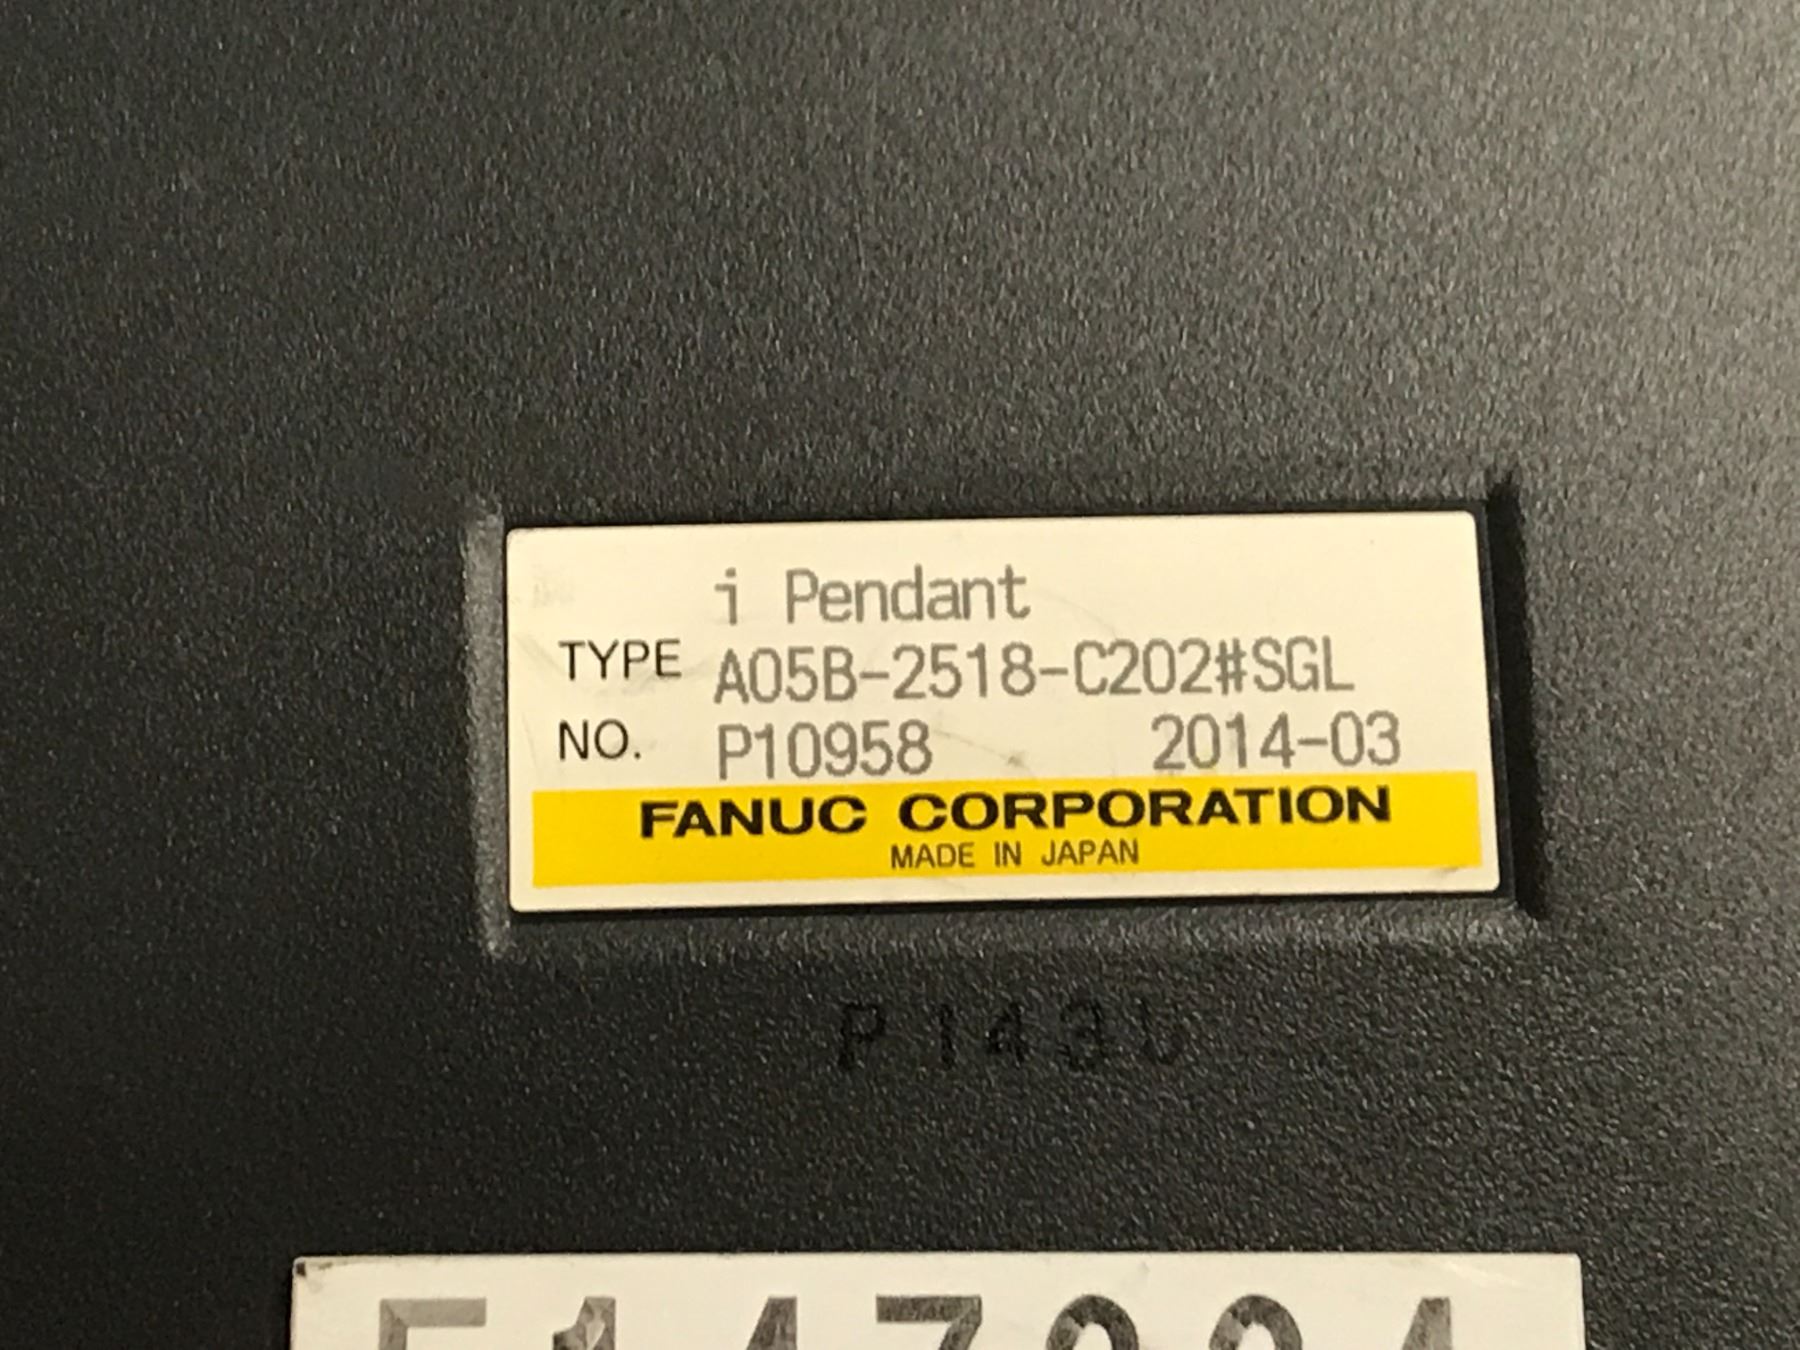 i Pendant
TYPE A05B-2518-C202#SGL
NO. P10958 2014-03
FANUC CORPORATION
MADE IN JAPAN